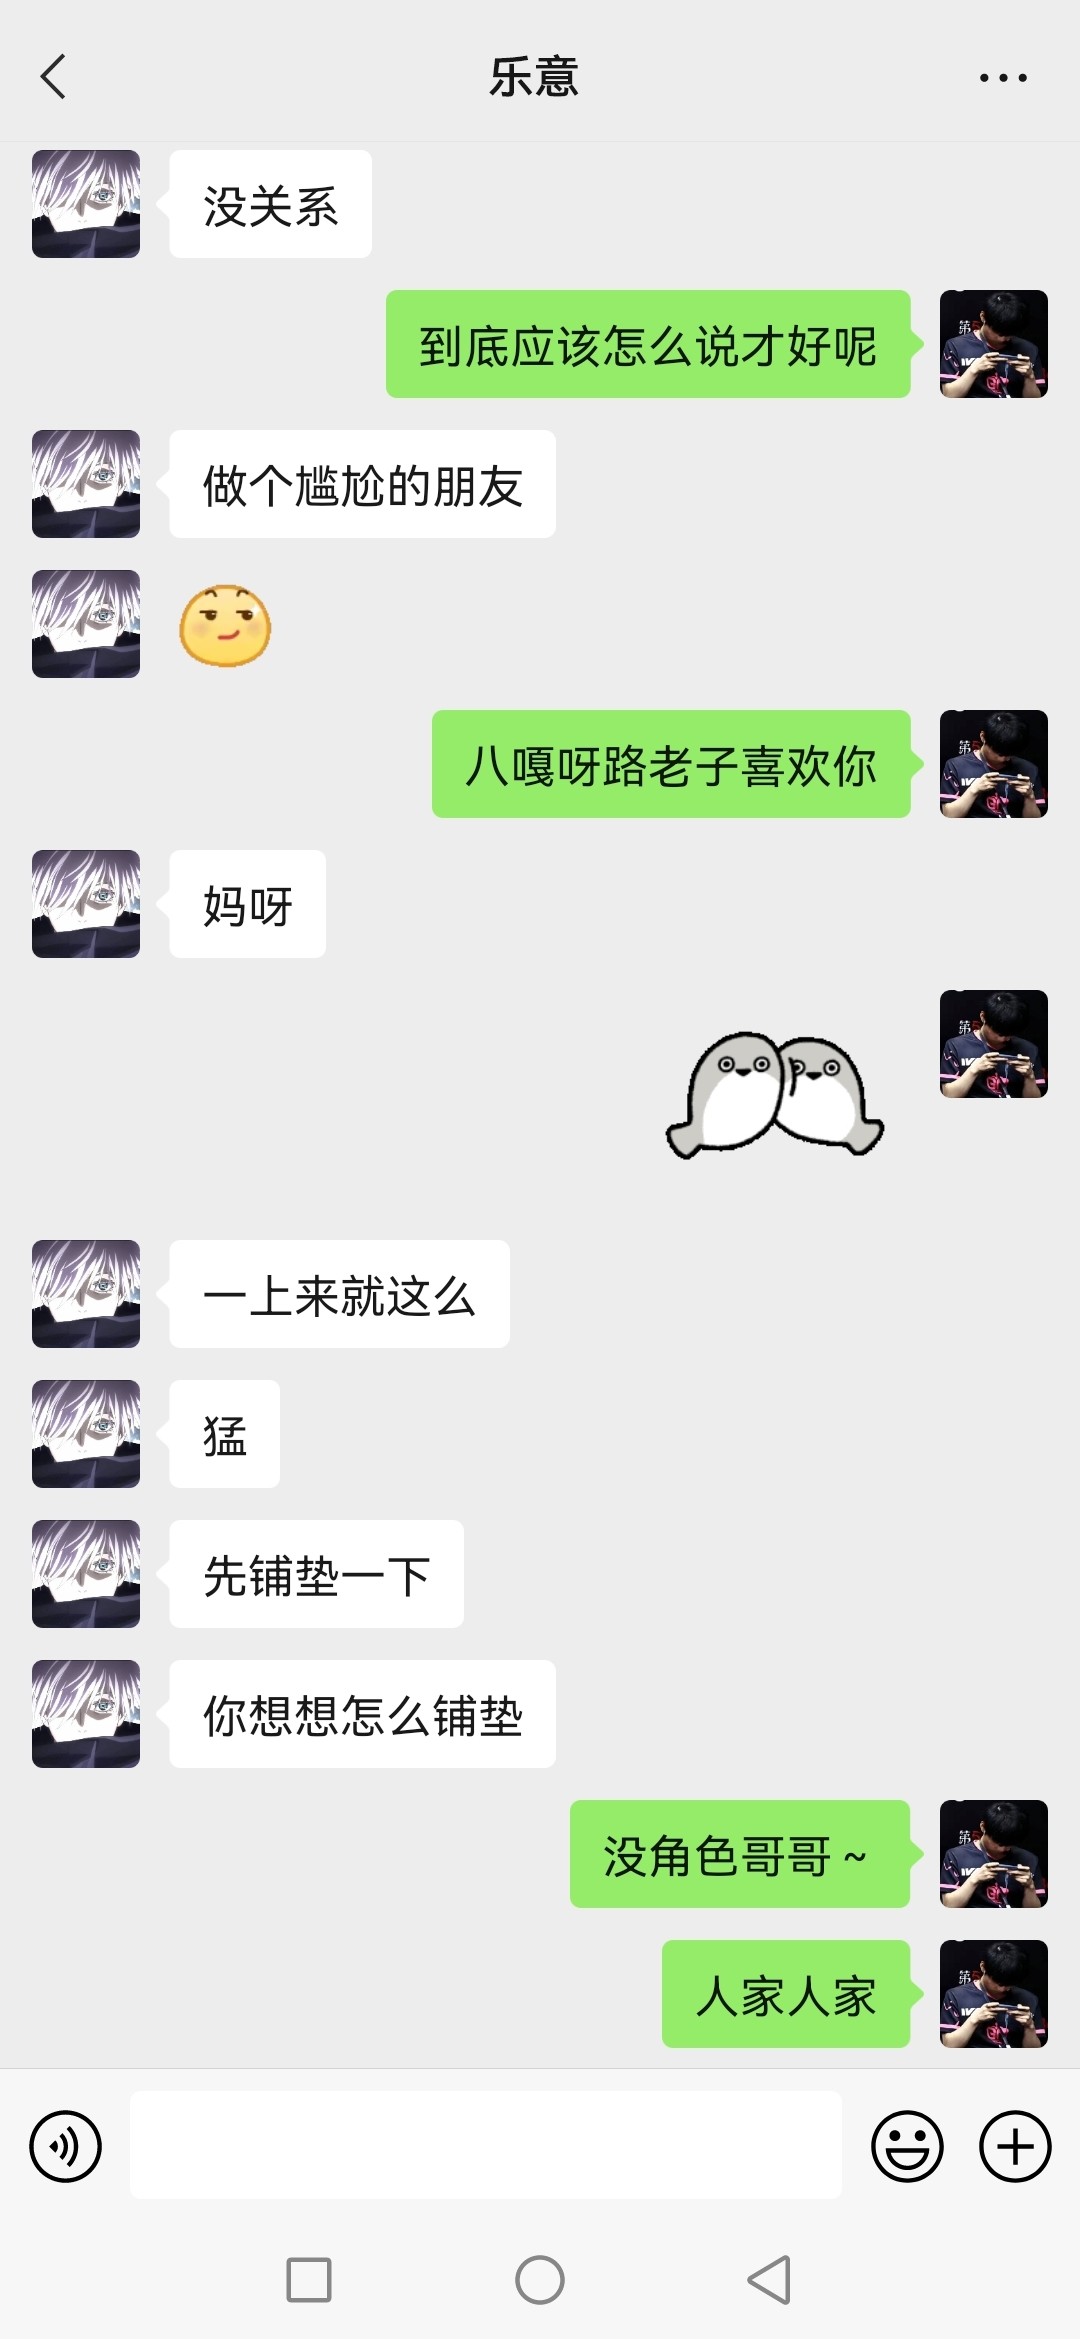 乐意
没关系
到底应该怎么说才好呢
做个尴尬的朋友
八嘎呀路老子喜欢你
妈呀
一上来就这么
猛
先铺垫一下
你想想怎么铺垫
没角色哥哥～
人家人家